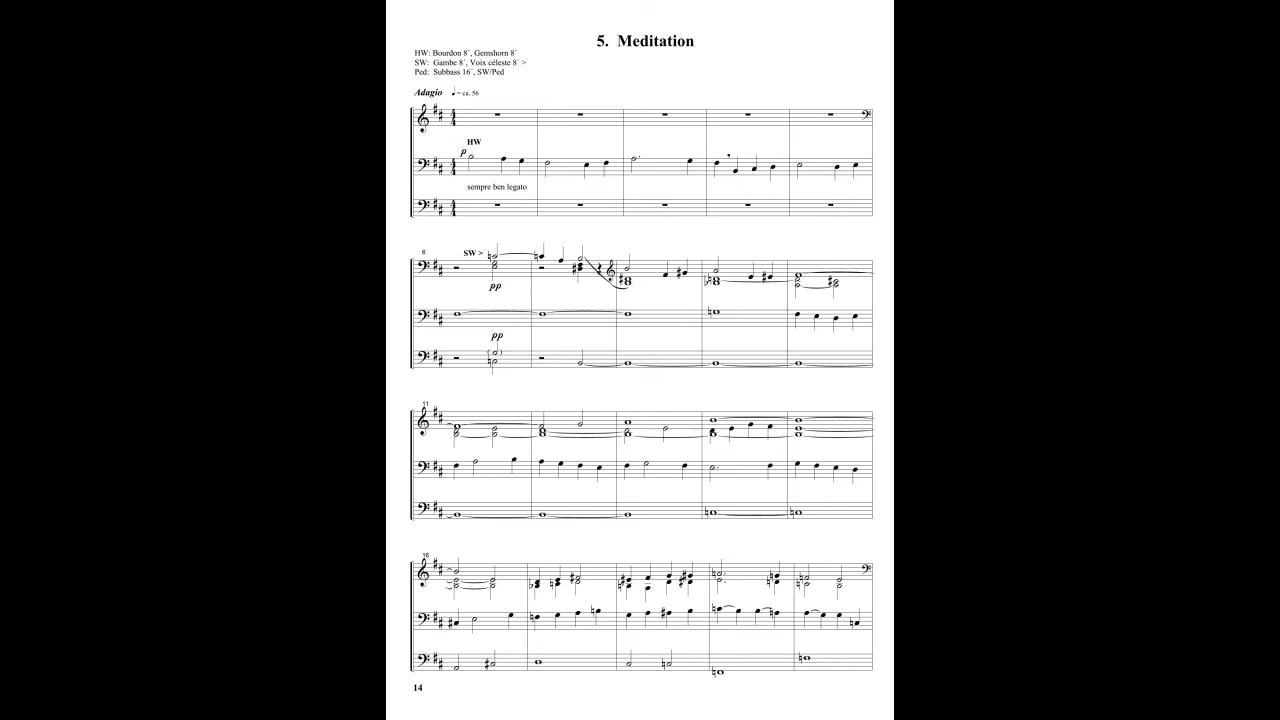 5. Meditation
HW: Bourdon 8´, Gemshorn 8´
SW: Gambe 8´, Voix céleste 8´ >
Ped: Subbass 16´, SW/Ped
Adagio ♩ = ca. 56
HW
p
sempre ben legato
6
SW >
pp
pp
11
16
14